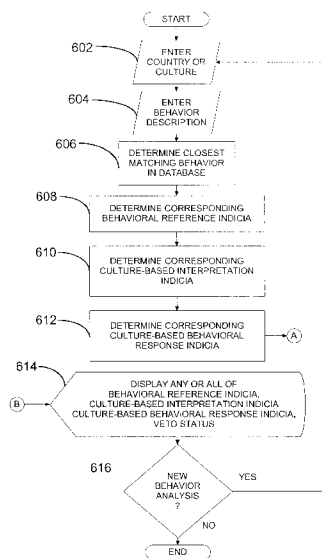 START
602
ENTER
COUNTRY OR
CULTURE
604
ENTER
BEHAVIOR
DESCRIPTION
606
DETERMINE CLOSEST
MATCHING BEHAVIOR
IN DATABASE
608
DETERMINE CORRESPONDING
BEHAVIORAL REFERENCE INDICIA
610
DETERMINE CORRESPONDING
CULTURE-BASED INTERPRETATION
INDICIA
612
DETERMINE CORRESPONDING
CULTURE-BASED BEHAVIORAL
RESPONSE INDICIA
A
614
DISPLAY ANY OR ALL OF
BEHAVIORAL REFERENCE INDICIA,
CULTURE-BASED INTERPRETATION INDICIA
CULTURE-BASED BEHAVIORAL RESPONSE INDICIA,
VETO STATUS
B
616
NEW
BEHAVIOR
ANALYSIS
?
YES
NO
END